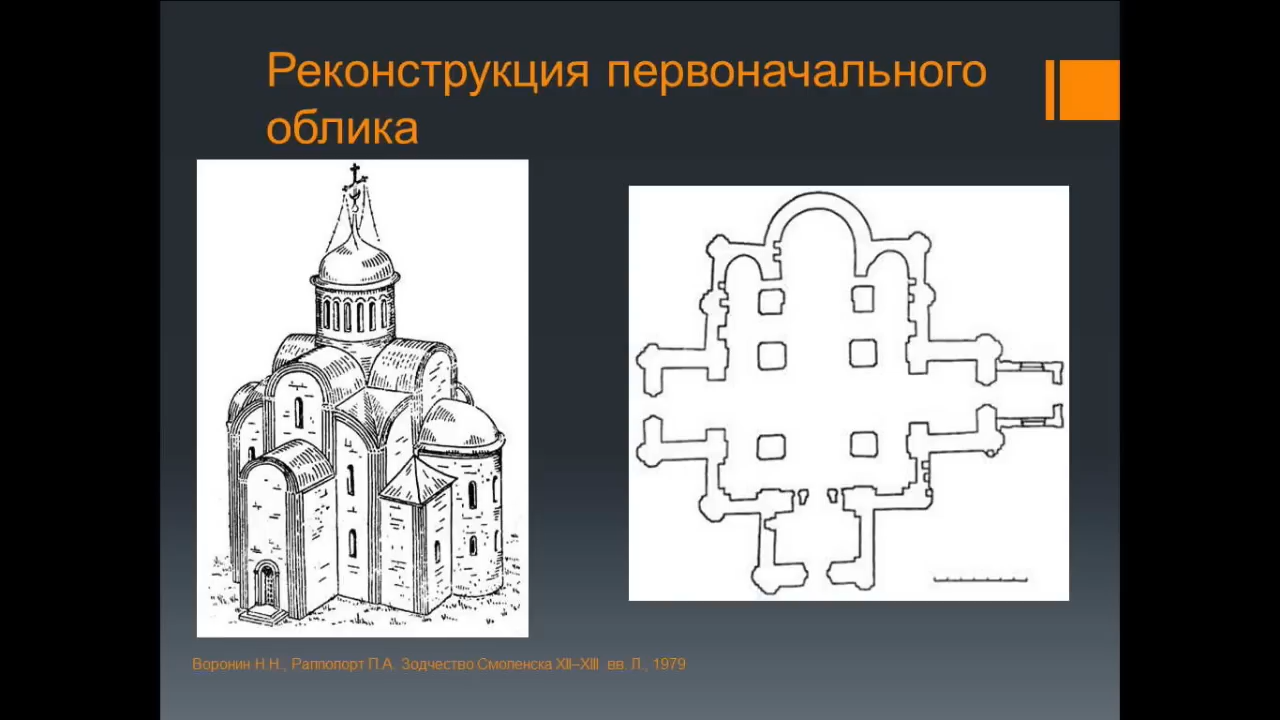 Реконструкция первоначального
облика
Воронин Н.Н., Раппопорт П.А. Зодчество Смоленска XII–XIII вв. Л., 1979